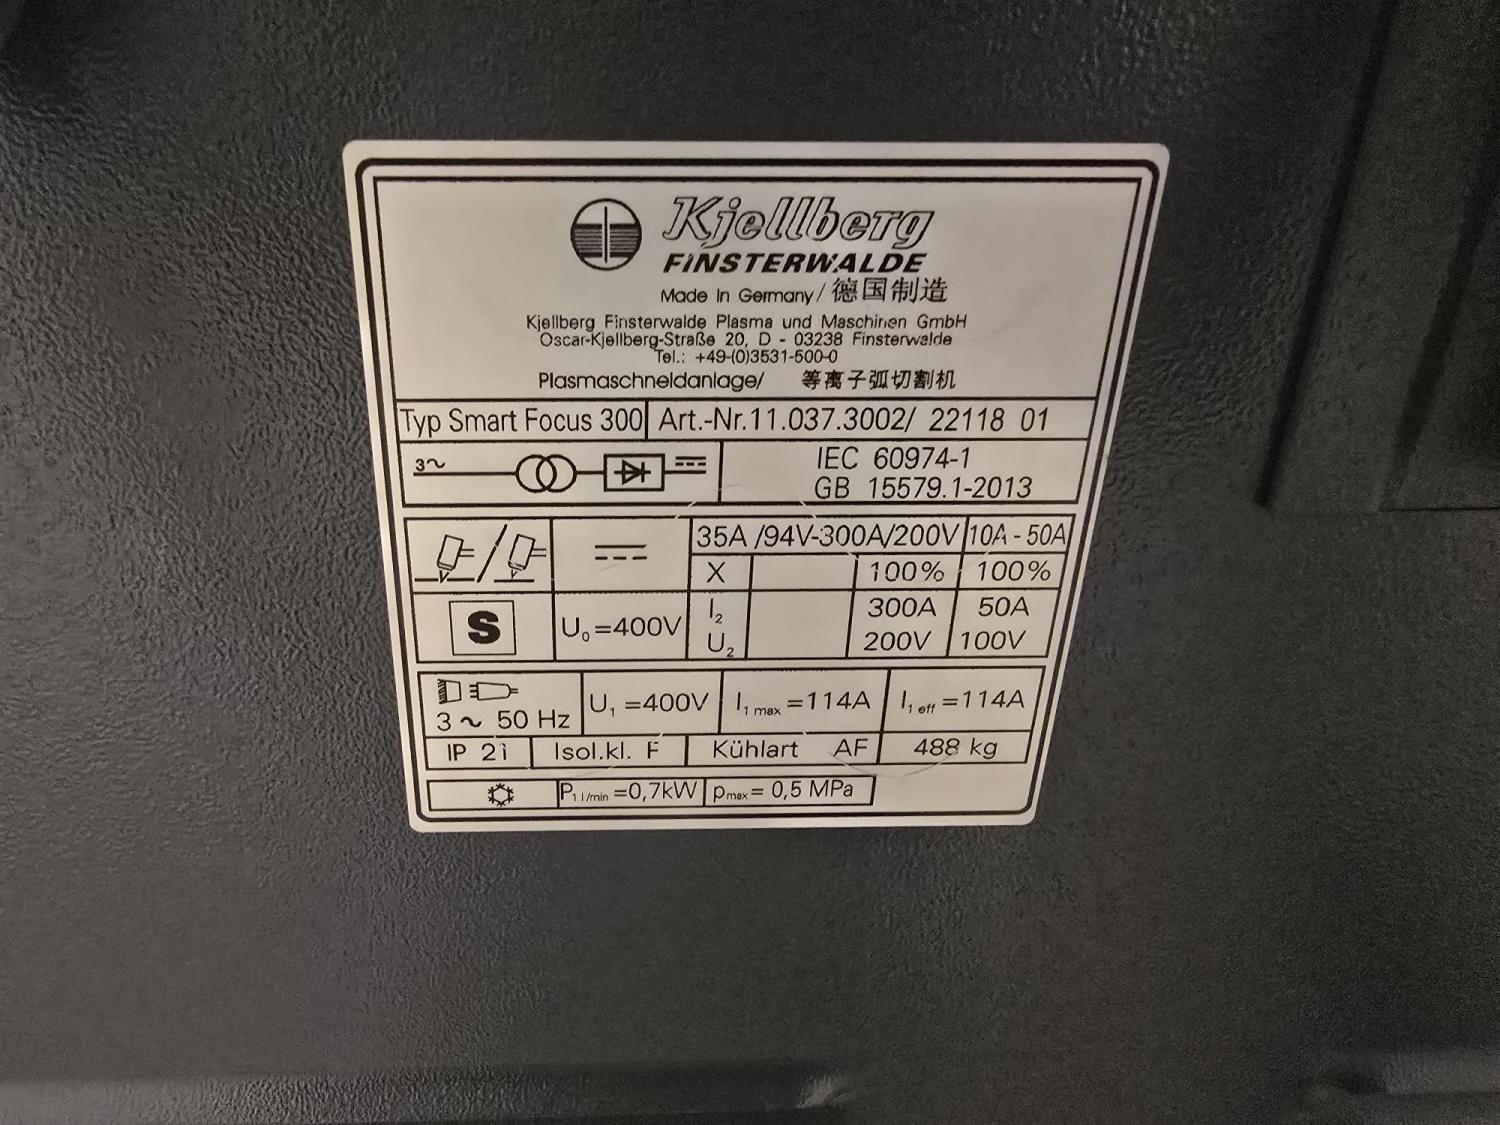 Kjellberg
FINSTERWALDE
Made in Germany/ 德国制造
Kjellberg Finsterwalde Plasma und Maschinen GmbH
Oscar-Kjellberg-Straße 20, D - 03238 Finsterwalde
Tel.: +49-(0)3531-500-0
Plasmaschneidanlage/ 等离子弧切割机
Typ Smart Focus 300 Art.-Nr.11.037.3002/ 22118 01
3~ IEC 60974-1
GB 15579.1-2013
35A /94V-300A/200V 10A - 50A
X 100% 100%
S U₀=400V I₂ 300A 50A
U₂ 200V 100V
3 ~ 50 Hz U₁ =400V I₁ max =114A I₁ eff =114A
IP 21 Isol.kl. F Kühlart AF 488 kg
P₁ l/min =0,7kW pmax= 0,5 MPa